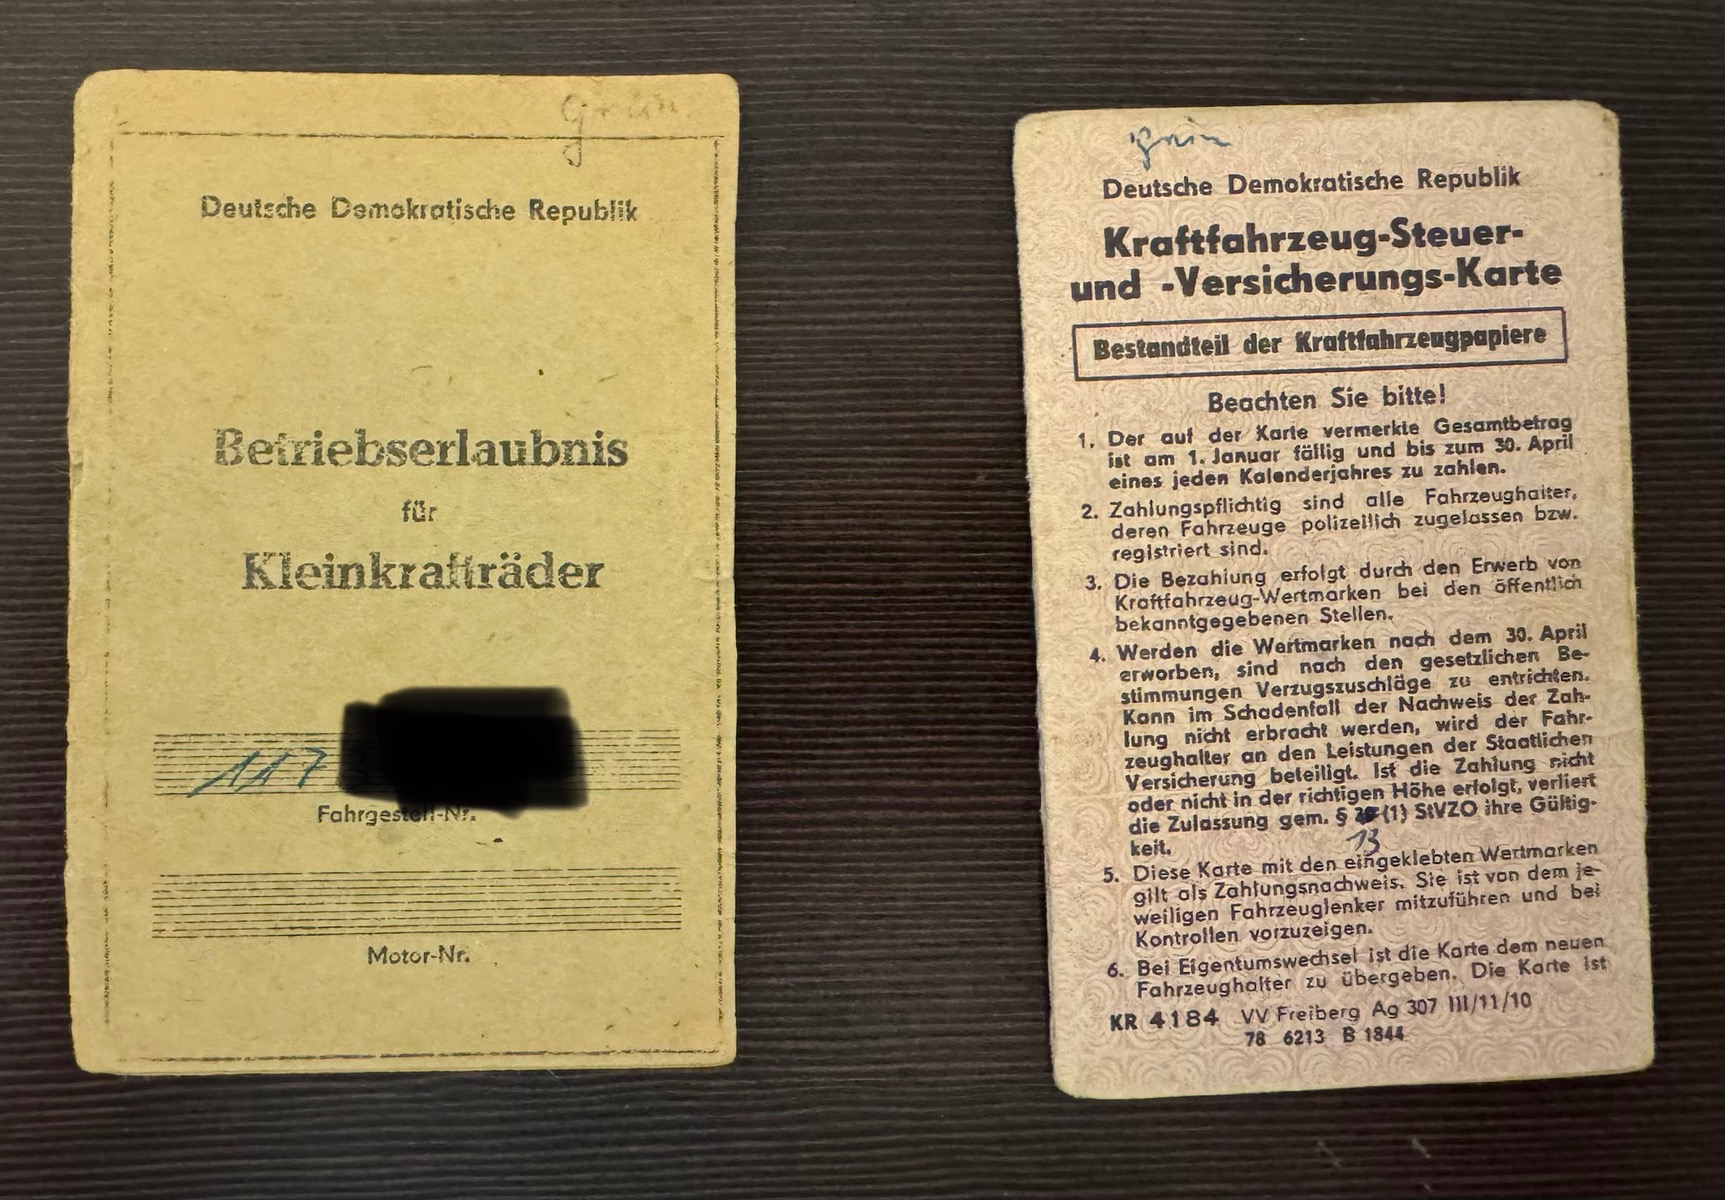 Deutsche Demokratische Republik
Betriebserlaubnis
für
Kleinkrafträder
117
Fahrgestell-Nr.
Motor-Nr.
Deutsche Demokratische Republik
Kraftfahrzeug-Steuer-
und -Versicherungs-Karte
Bestandteil der Kraftfahrzeugpapiere
Beachten Sie bitte!
1. Der auf der Karte vermerkte Gesamtbetrag
ist am 1. Januar fällig und bis zum 30. April
eines jeden Kalenderjahres zu zahlen.
2. Zahlungspflichtig sind alle Fahrzeughalter,
deren Fahrzeuge polizeilich zugelassen bzw.
registriert sind.
3. Die Bezahlung erfolgt durch den Erwerb von
Kraftfahrzeug-Wertmarken bei den öffentlich
bekanntgegebenen Stellen.
4. Werden die Wertmarken nach dem 30. April
erworben, sind nach den gesetzlichen Be-
stimmungen Verzugszuschläge zu entrichten.
Kann im Schadenfall der Nachweis der Zah-
lung nicht erbracht werden, wird der Fahr-
zeughalter an den Leistungen der Staatlichen
Versicherung beteiligt. Ist die Zahlung nicht
oder nicht in der richtigen Höhe erfolgt, verliert
die Zulassung gem. § (1) StVZO ihre Gültig-
keit. 13
5. Diese Karte mit den eingeklebten Wertmarken
gilt als Zahlungsnachweis. Sie ist von dem je-
weiligen Fahrzeuglenker mitzuführen und bei
Kontrollen vorzuzeigen.
6. Bei Eigentumswechsel ist die Karte dem neuen
Fahrzeughalter zu übergeben. Die Karte ist
KR 4184 VV Freiberg Ag 307 III/11/10
78 6213 B 1844